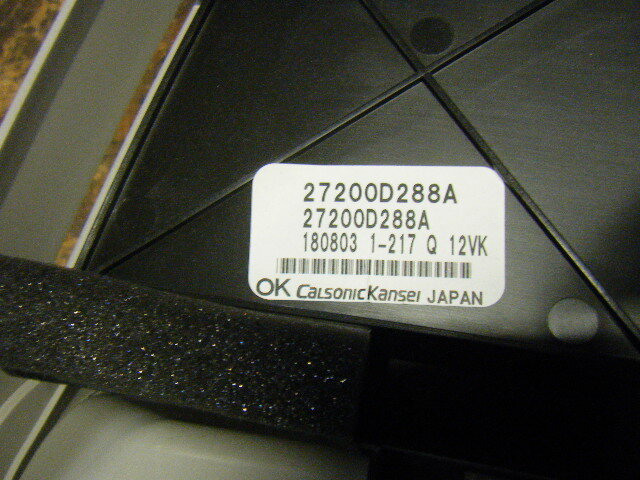 27200D288A
27200D288A
180803 1-217 Q 12VK
OK CalsonicKansei JAPAN